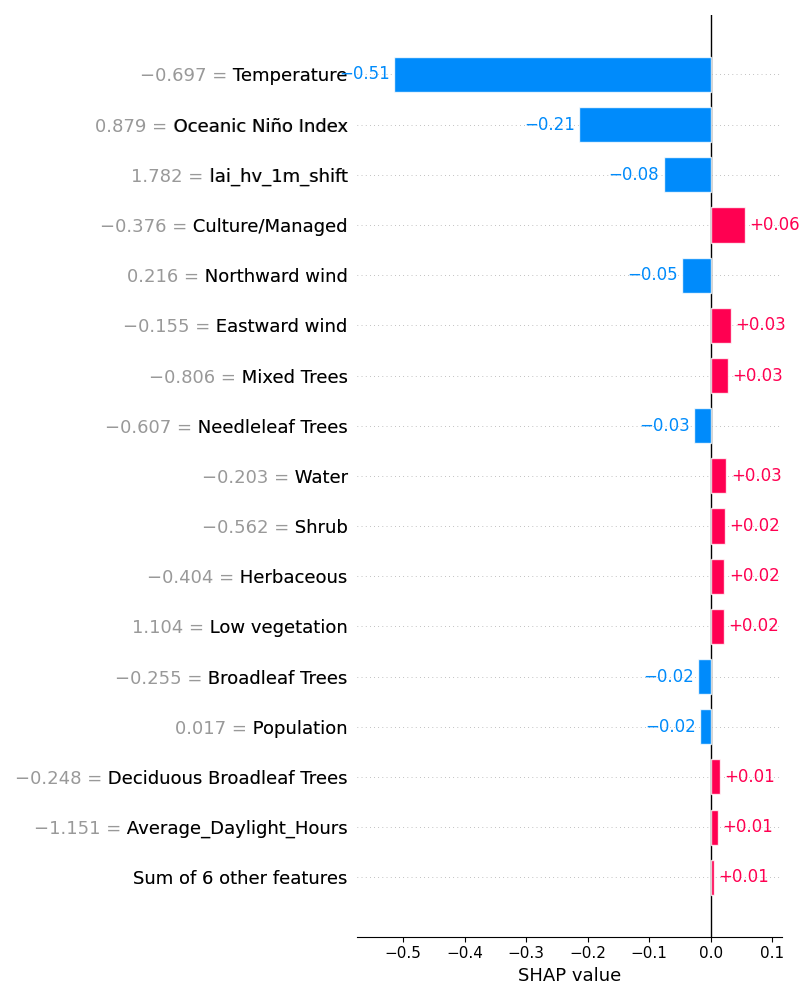 −0.697 = Temperature −0.51
0.879 = Oceanic Niño Index −0.21
1.782 = lai_hv_1m_shift −0.08
−0.376 = Culture/Managed +0.06
0.216 = Northward wind −0.05
−0.155 = Eastward wind +0.03
−0.806 = Mixed Trees +0.03
−0.607 = Needleleaf Trees −0.03
−0.203 = Water +0.03
−0.562 = Shrub +0.02
−0.404 = Herbaceous +0.02
1.104 = Low vegetation +0.02
−0.255 = Broadleaf Trees −0.02
0.017 = Population −0.02
−0.248 = Deciduous Broadleaf Trees +0.01
−1.151 = Average_Daylight_Hours +0.01
Sum of 6 other features +0.01
−0.5 −0.4 −0.3 −0.2 −0.1 0.0 0.1
SHAP value